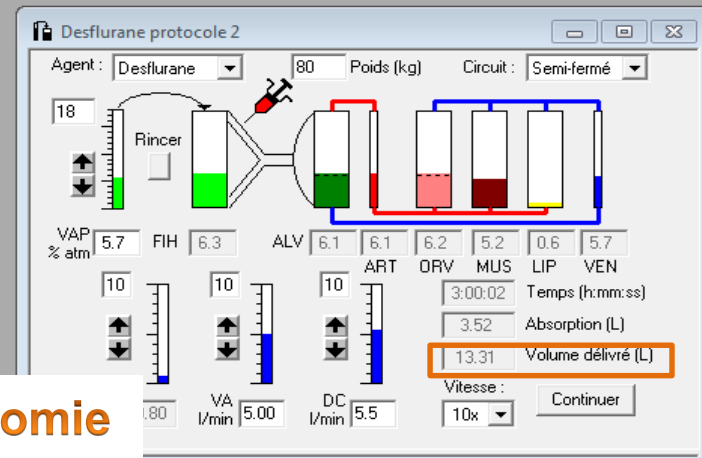 Desflurane protocole 2
Agent : Desflurane 80 Poids (kg) Circuit : Semi-fermé
18
Rincer
VAP % atm 5.7 FIH 6.3 ALV 6.1 6.1 6.2 5.2 0.6 5.7
ART ORV MUS LIP VEN
10 10 10
3:00:02 Temps (h:mm:ss)
3.52 Absorption (L)
13.31 Volume délivré (L)
Vitesse :
.80 VA l/min 5.00 DC l/min 5.5 10x Continuer
omie